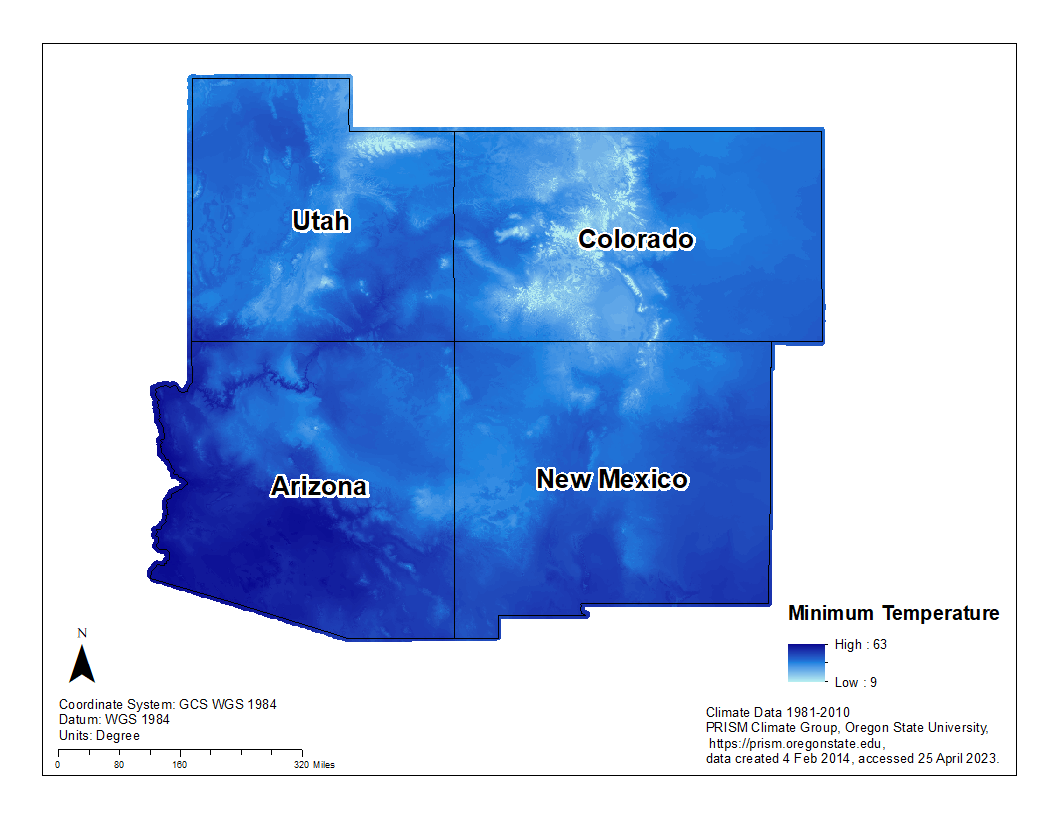 Utah
Colorado
Arizona
New Mexico
Minimum Temperature
High : 63
Low : 9
N
Coordinate System: GCS WGS 1984
Datum: WGS 1984
Units: Degree
0 80 160 320 Miles
Climate Data 1981-2010
PRISM Climate Group, Oregon State University,
https://prism.oregonstate.edu,
data created 4 Feb 2014, accessed 25 April 2023.